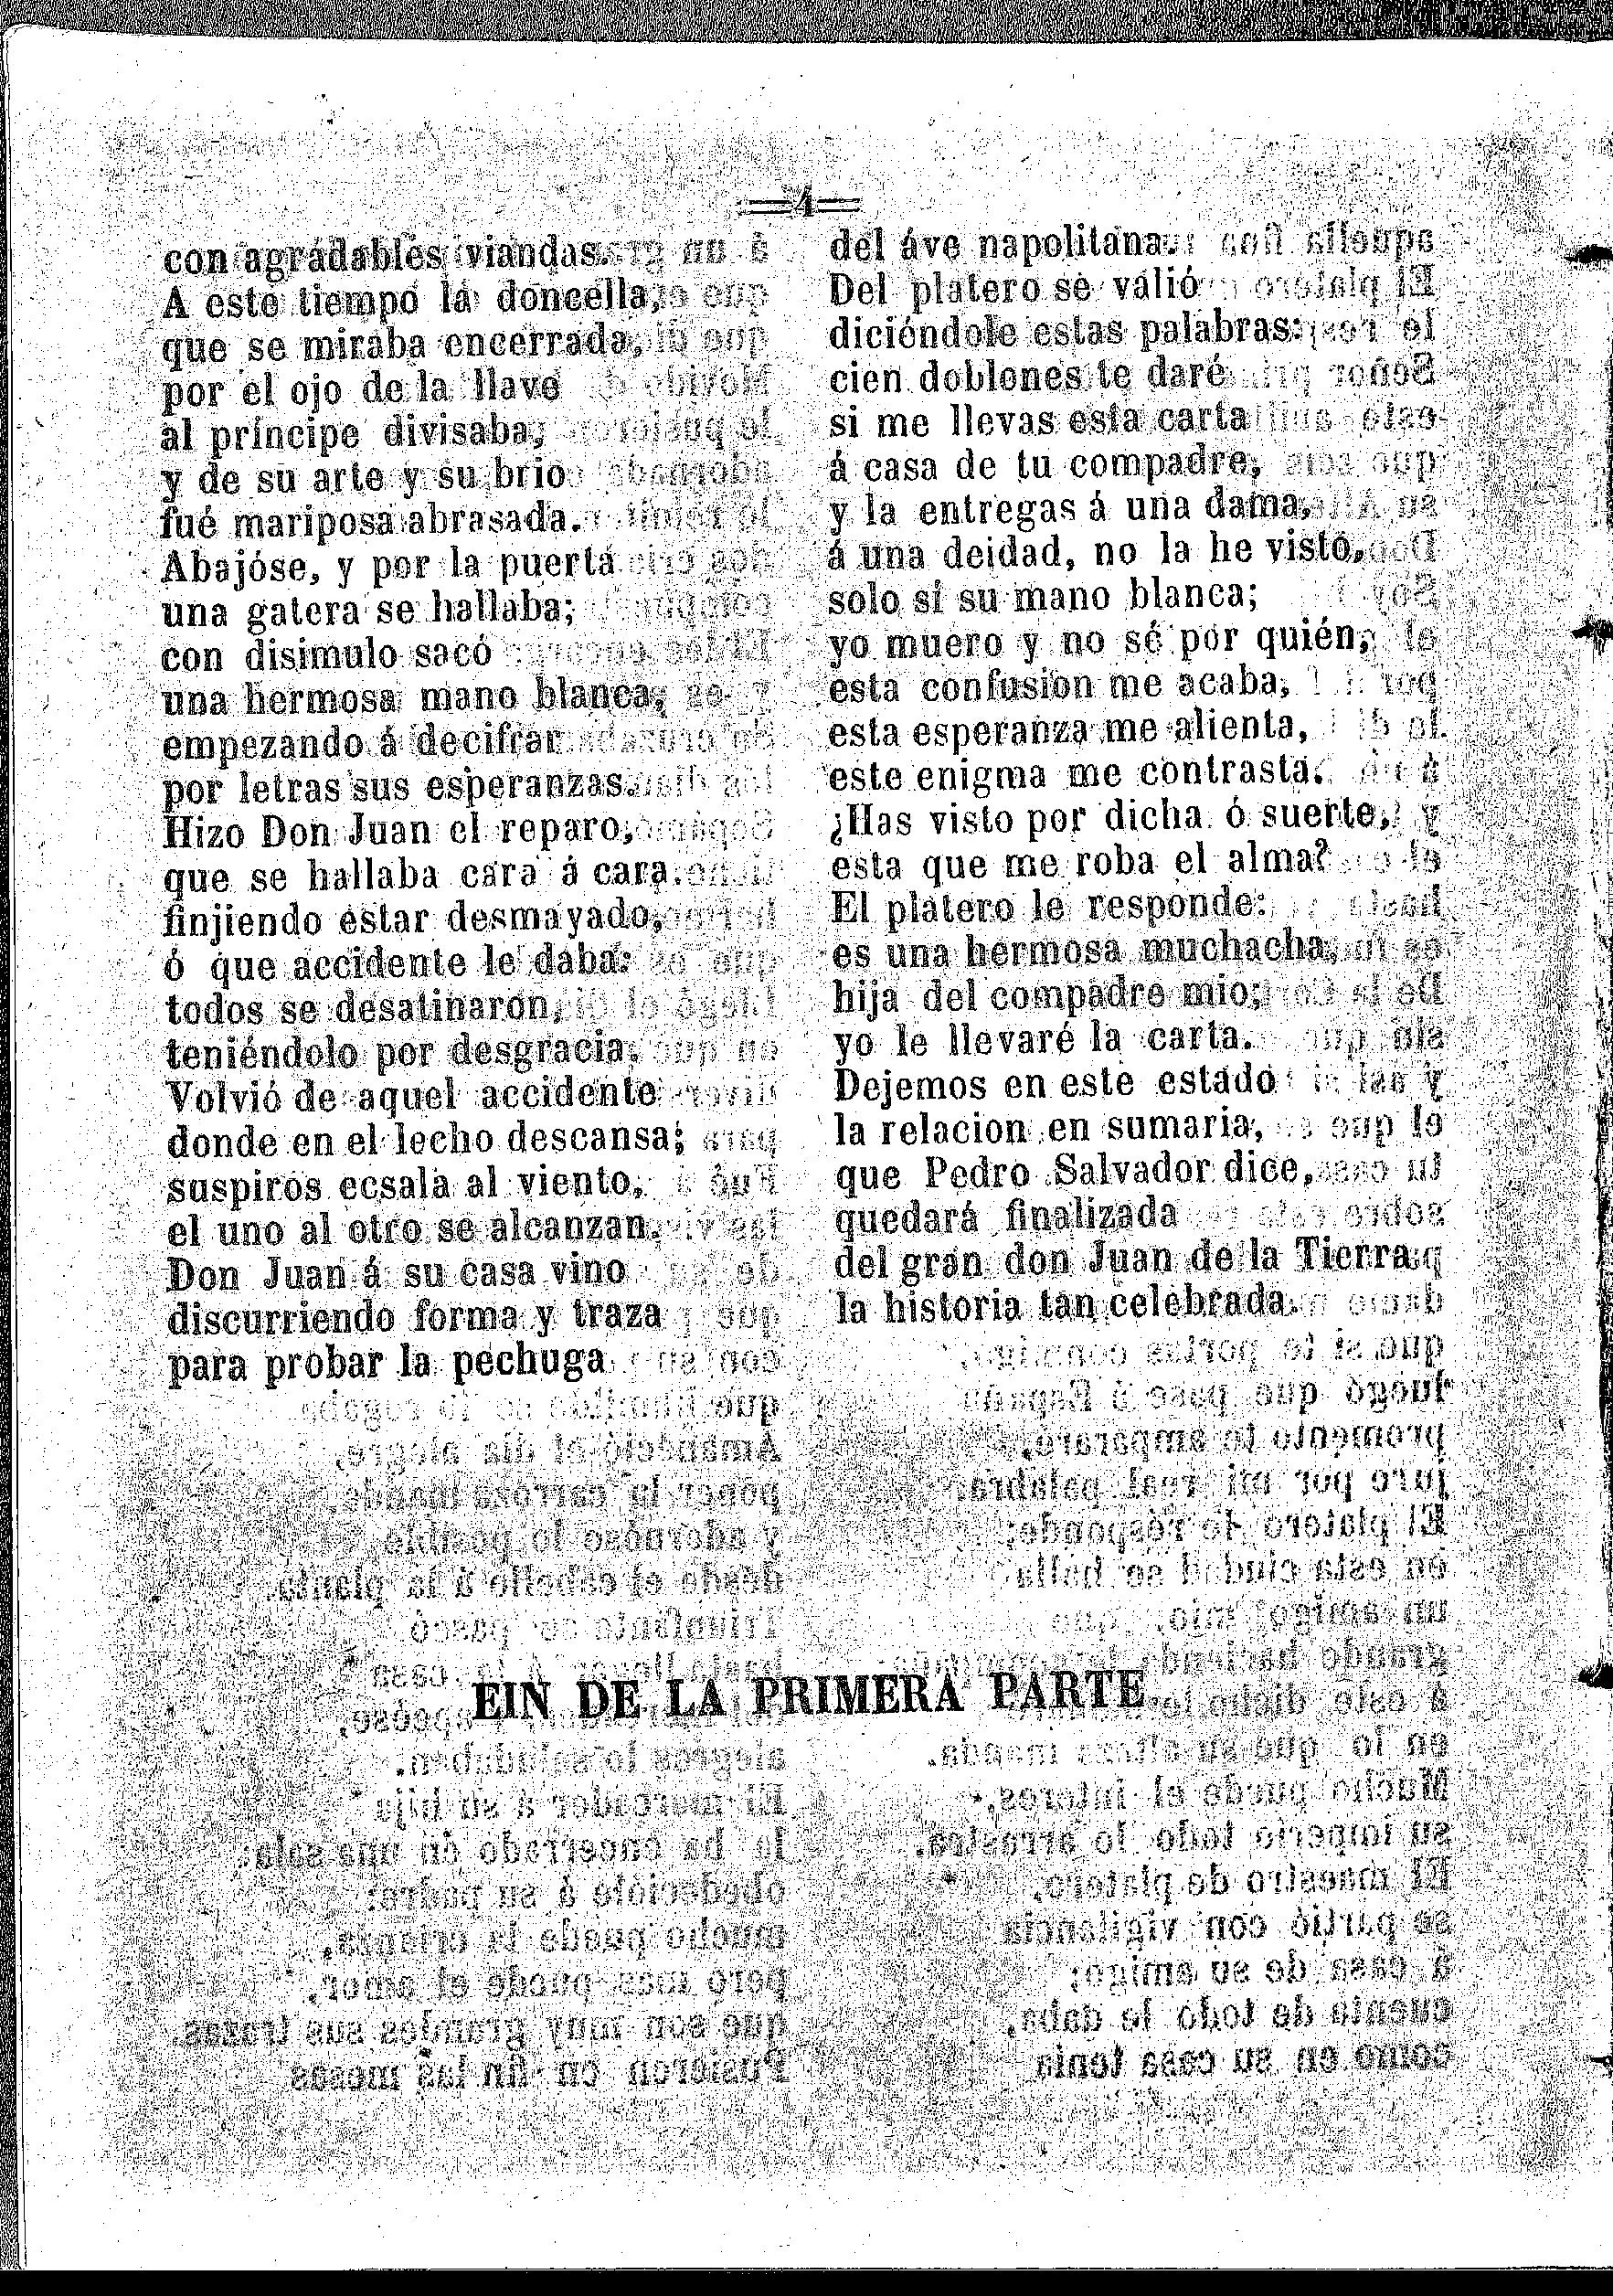 4
con agradables viandas.
A este tiempo la doncella,
que se miraba encerrada,
por el ojo de la llave
al príncipe divisaba,
y de su arte y su brio
fué mariposa abrasada.
Abajóse, y por la puerta
una gatera se hallaba;
con disimulo sacó
una hermosa mano blanca,
empezando á decifrar
por letras sus esperanzas.
Hizo Don Juan el reparo,
que se hallaba cara á cara.
finjiendo estar desmayado,
ó que accidente le daba:
todos se desatinaron,
teniéndolo por desgracia.
Volvió de aquel accidente
donde en el lecho descansa;
suspiros ecsala al viento,
el uno al otro se alcanzan.
Don Juan á su casa vino
discurriendo forma y traza
para probar la pechuga
del áve napolitana.
Del platero se valió
diciéndole estas palabras:
cien doblones te daré
si me llevas esta carta
á casa de tu compadre,
y la entregas á una dama,
á una deidad, no la he visto,
solo sí su mano blanca;
yo muero y no sé por quién,
esta confusion me acaba,
esta esperanza me alienta,
este enigma me contrasta.
¿Has visto por dicha ó suerte,
esta que me roba el alma?
El platero le responde:
es una hermosa muchacha,
hija del compadre mio;
yo le llevaré la carta.
Dejemos en este estado
la relacion en sumaria,
que Pedro Salvador dice,
quedará finalizada
del gran don Juan de la Tierra
la historia tan celebrada.
EIN DE LA PRIMERA PARTE